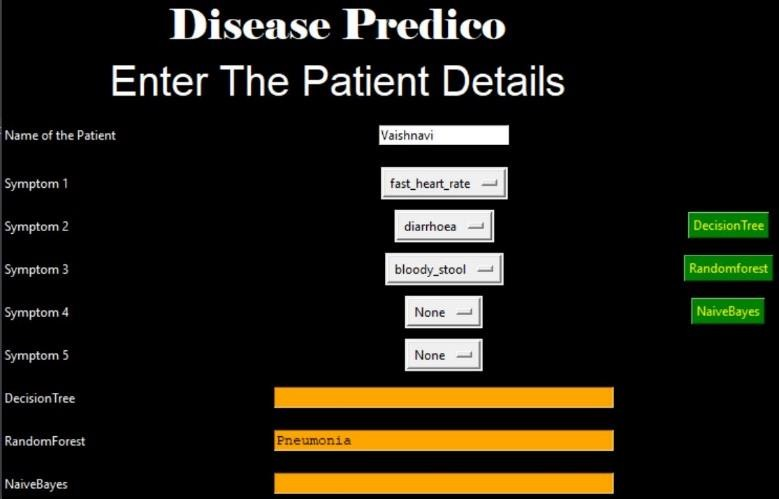 Disease Predico
Enter The Patient Details
Name of the Patient Vaishnavi
Symptom 1 fast_heart_rate
Symptom 2 diarrhoea DecisionTree
Symptom 3 bloody_stool Randomforest
Symptom 4 None NaiveBayes
Symptom 5 None
DecisionTree
RandomForest Pneumonia
NaiveBayes